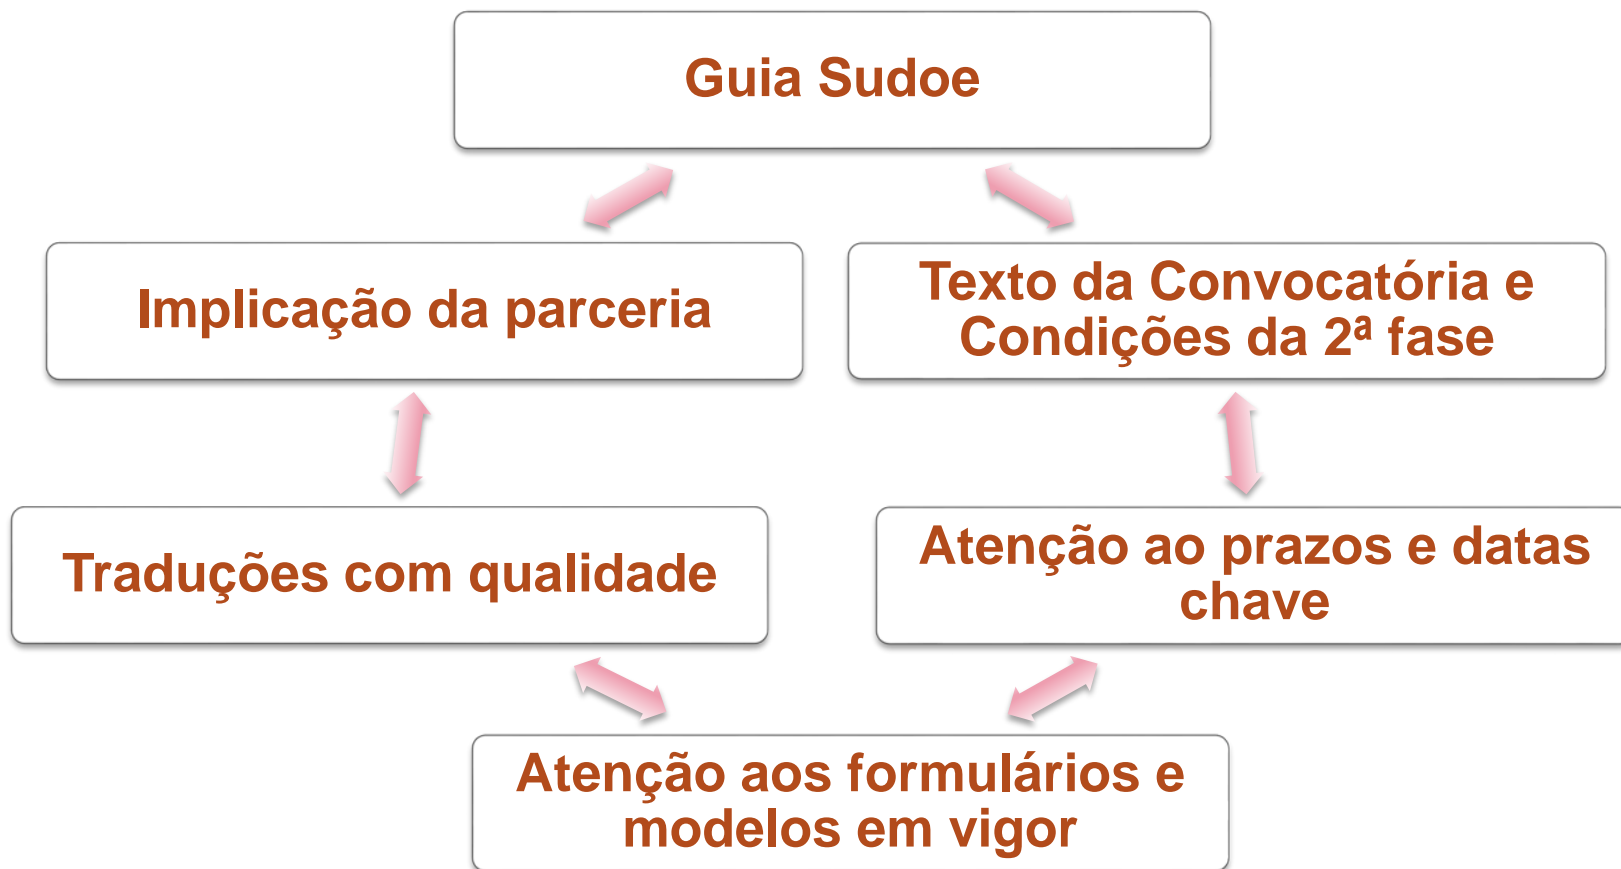 Guia Sudoe
Implicação da parceria
Texto da Convocatória e
Condições da 2ª fase
Traduções com qualidade
Atenção ao prazos e datas
chave
Atenção aos formulários e
modelos em vigor